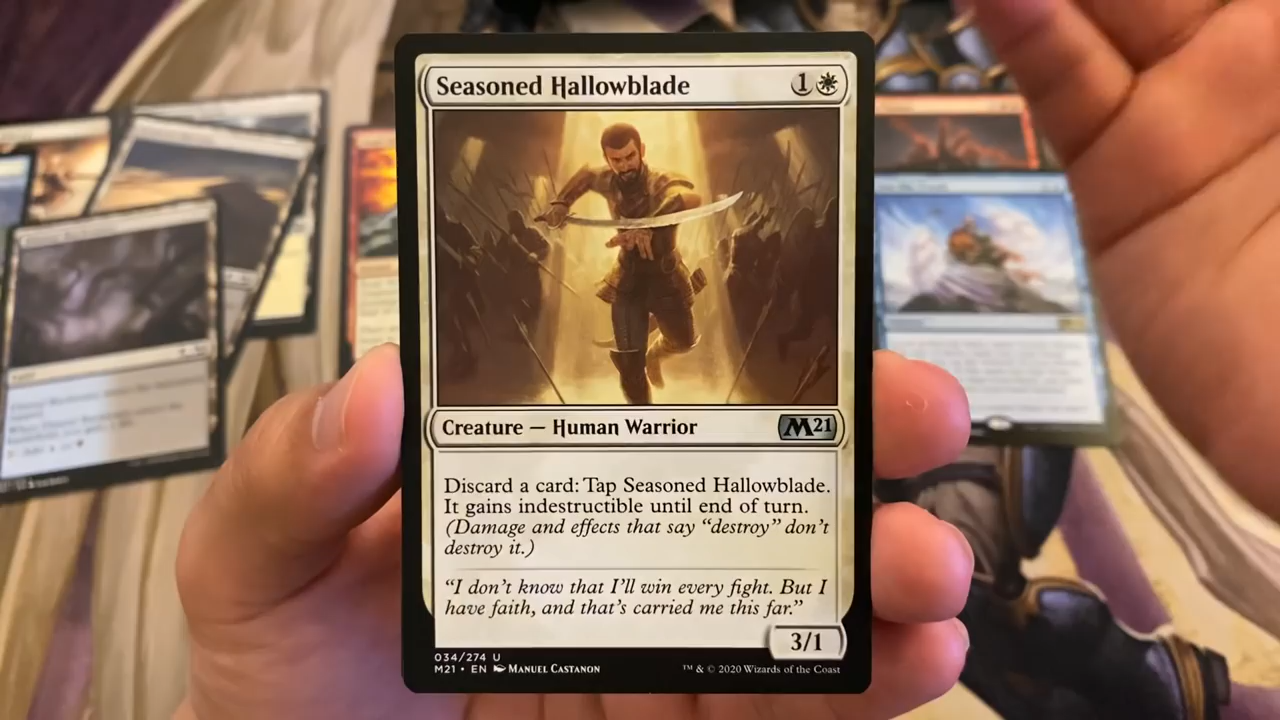 Seasoned Hallowblade 1
Creature — Human Warrior M21
Discard a card: Tap Seasoned Hallowblade.
It gains indestructible until end of turn.
(Damage and effects that say “destroy” don’t
destroy it.)
“I don’t know that I’ll win every fight. But I
have faith, and that’s carried me this far.”
3/1
034/274 U
M21 • EN Manuel Castanon ™ & © 2020 Wizards of the Coast